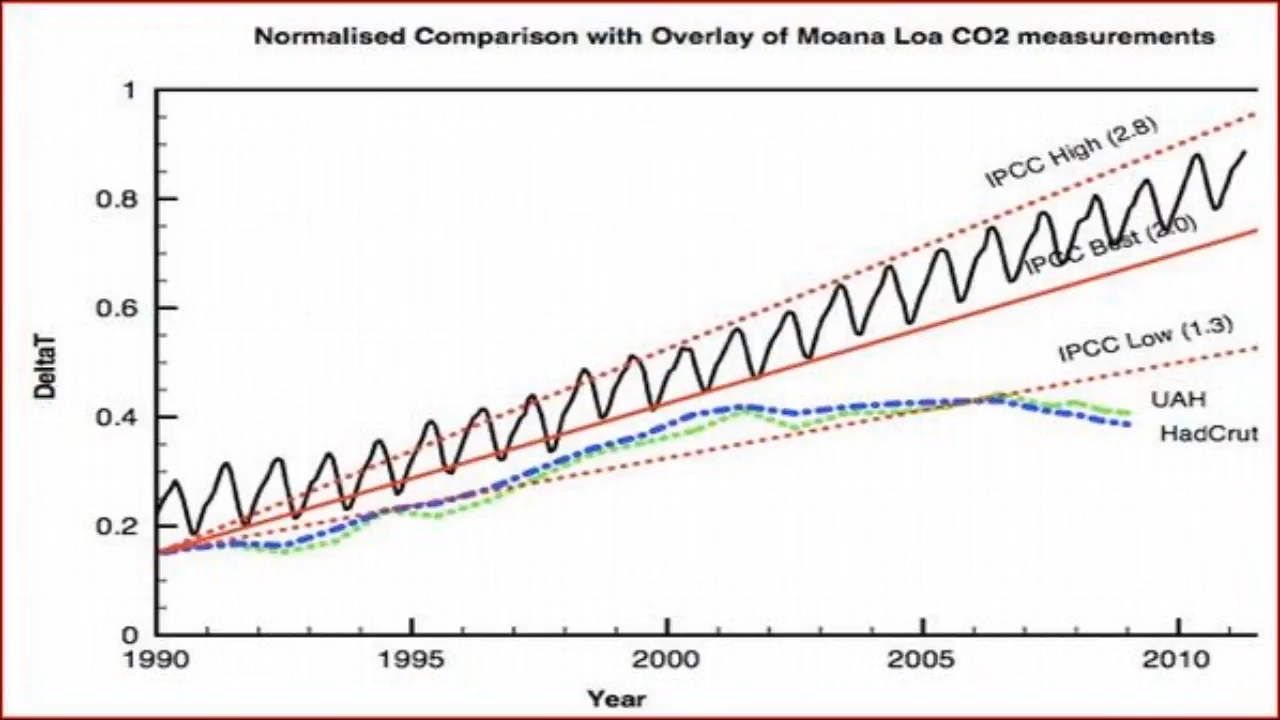 Normalised Comparison with Overlay of Moana Loa CO2 measurements
1
0.8
0.6
0.4
0.2
0
DeltaT
IPCC High (2.8)
IPCC Best (2.0)
IPCC Low (1.3)
UAH
HadCrut
1990 1995 2000 2005 2010
Year